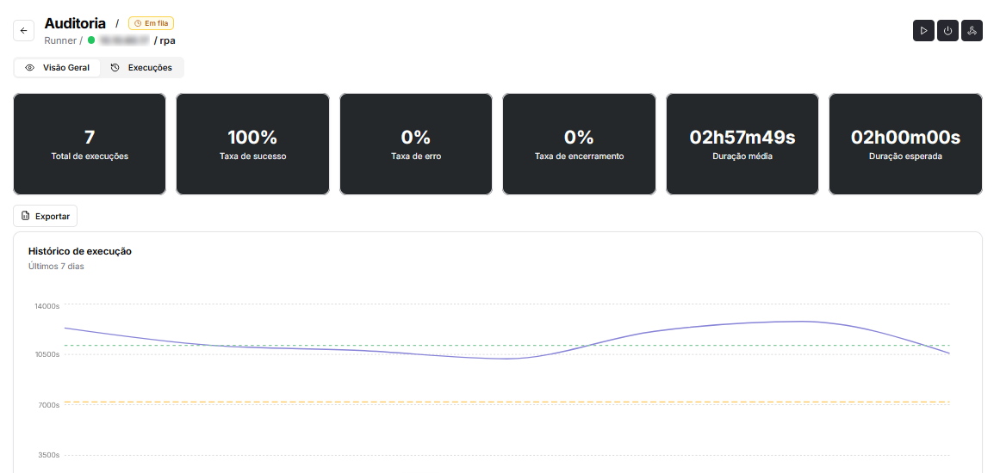 Auditoria / Em fila
Runner / / rpa
Visão Geral Execuções
7
Total de execuções
100%
Taxa de sucesso
0%
Taxa de erro
0%
Taxa de encerramento
02h57m49s
Duração média
02h00m00s
Duração esperada
Exportar
Histórico de execução
Últimos 7 dias
14000s
10500s
7000s
3500s